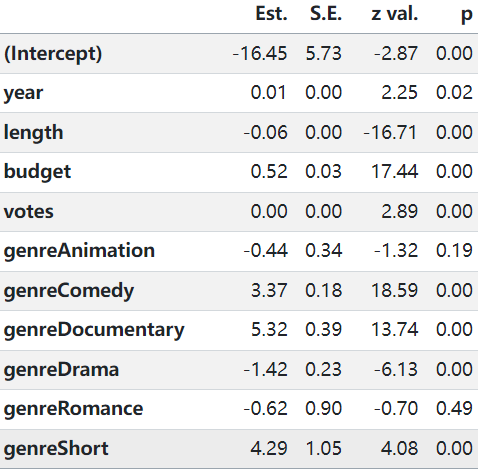 Est. S.E. z val. p
(Intercept) -16.45 5.73 -2.87 0.00
year 0.01 0.00 2.25 0.02
length -0.06 0.00 -16.71 0.00
budget 0.52 0.03 17.44 0.00
votes 0.00 0.00 2.89 0.00
genreAnimation -0.44 0.34 -1.32 0.19
genreComedy 3.37 0.18 18.59 0.00
genreDocumentary 5.32 0.39 13.74 0.00
genreDrama -1.42 0.23 -6.13 0.00
genreRomance -0.62 0.90 -0.70 0.49
genreShort 4.29 1.05 4.08 0.00